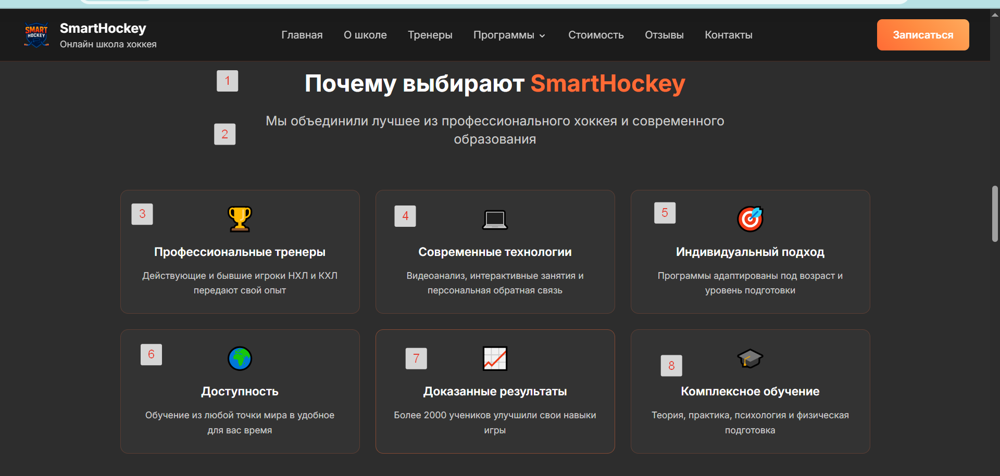 SMART
HOCKEY
SmartHockey
Онлайн школа хоккея
Главная
О школе
Тренеры
Программы
Стоимость
Отзывы
Контакты
Записаться
1
Почему выбирают SmartHockey
2
Мы объединили лучшее из профессионального хоккея и современного
образования
3
Профессиональные тренеры
Действующие и бывшие игроки НХЛ и КХЛ
передают свой опыт
4
Современные технологии
Видеоанализ, интерактивные занятия и
персональная обратная связь
5
Индивидуальный подход
Программы адаптированы под возраст и
уровень подготовки
6
Доступность
Обучение из любой точки мира в удобное
для вас время
7
Доказанные результаты
Более 2000 учеников улучшили свои навыки
игры
8
Комплексное обучение
Теория, практика, психология и физическая
подготовка